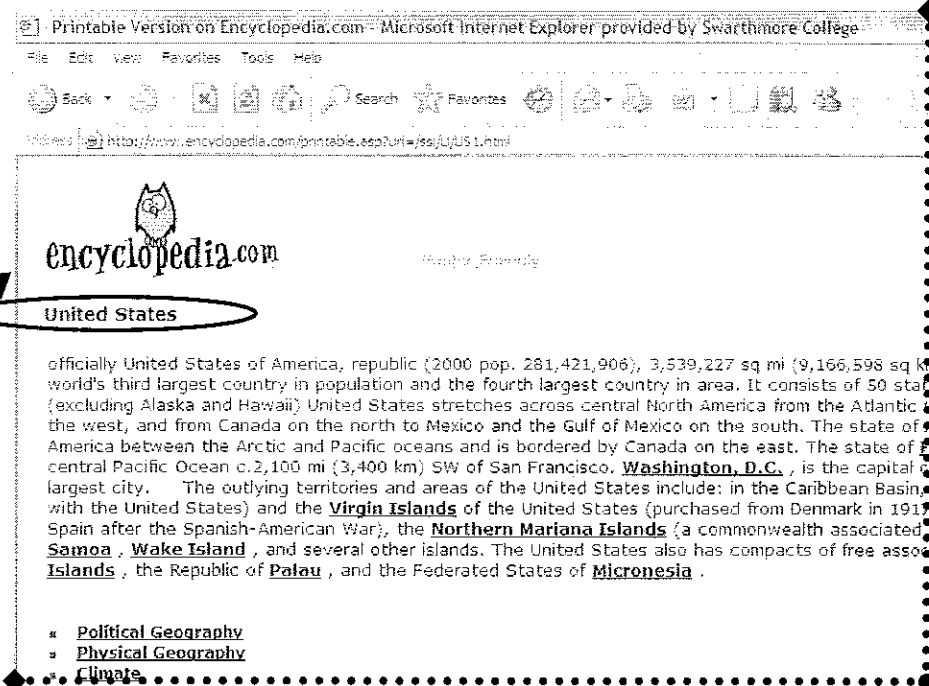 Printable Version on Encyclopedia.com - Microsoft Internet Explorer provided by Swarthmore College
File Edit View Favorites Tools Help
Back Search Favorites
Address http://www.encyclopedia.com/printable.asp?url=/ssi/U/US1.html
encyclopedia.com
United States
officially United States of America, republic (2000 pop. 281,421,906), 3,539,227 sq mi (9,166,598 sq k
world's third largest country in population and the fourth largest country in area. It consists of 50 sta
(excluding Alaska and Hawaii) United States stretches across central North America from the Atlantic
the west, and from Canada on the north to Mexico and the Gulf of Mexico on the south. The state of
America between the Arctic and Pacific oceans and is bordered by Canada on the east. The state of
central Pacific Ocean c.2,100 mi (3,400 km) SW of San Francisco. Washington, D.C. , is the capital
largest city. The outlying territories and areas of the United States include: in the Caribbean Basin,
with the United States) and the Virgin Islands of the United States (purchased from Denmark in 1917
Spain after the Spanish-American War), the Northern Mariana Islands (a commonwealth associated
Samoa , Wake Island , and several other islands. The United States also has compacts of free assoc
Islands , the Republic of Palau , and the Federated States of Micronesia .
Political Geography
Physical Geography
Climate